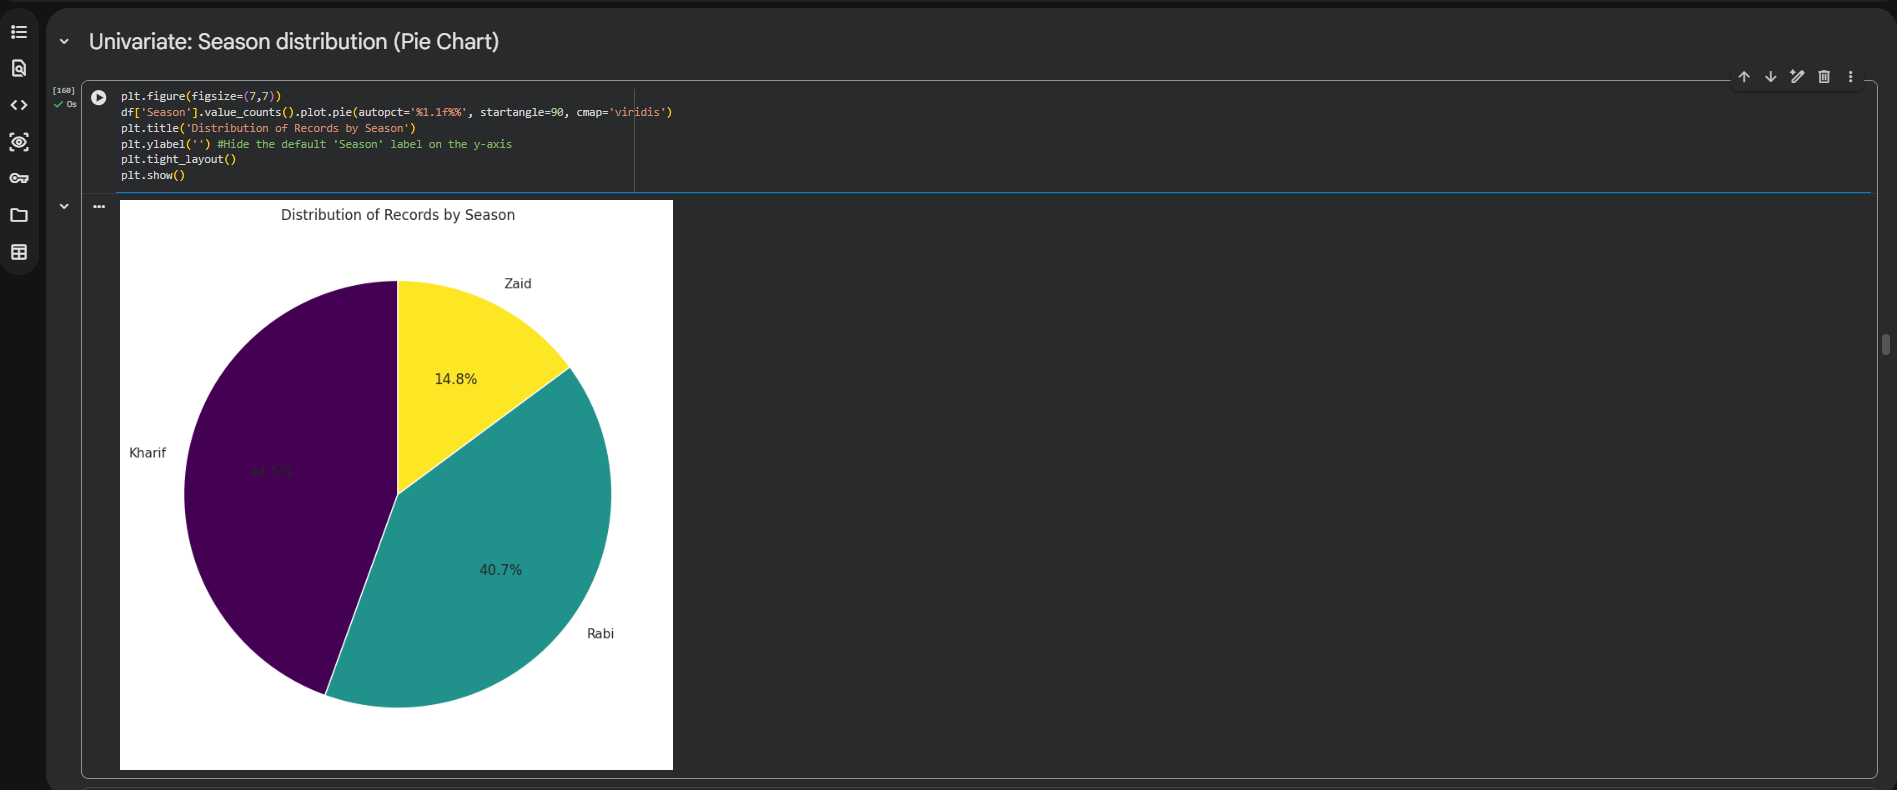 Univariate: Season distribution (Pie Chart)
[160]
0s
plt.figure(figsize=(7,7))
df['Season'].value_counts().plot.pie(autopct='%1.1f%%', startangle=90, cmap='viridis')
plt.title('Distribution of Records by Season')
plt.ylabel('') #Hide the default 'Season' label on the y-axis
plt.tight_layout()
plt.show()
Distribution of Records by Season
Zaid
14.8%
Kharif
44.5%
40.7%
Rabi